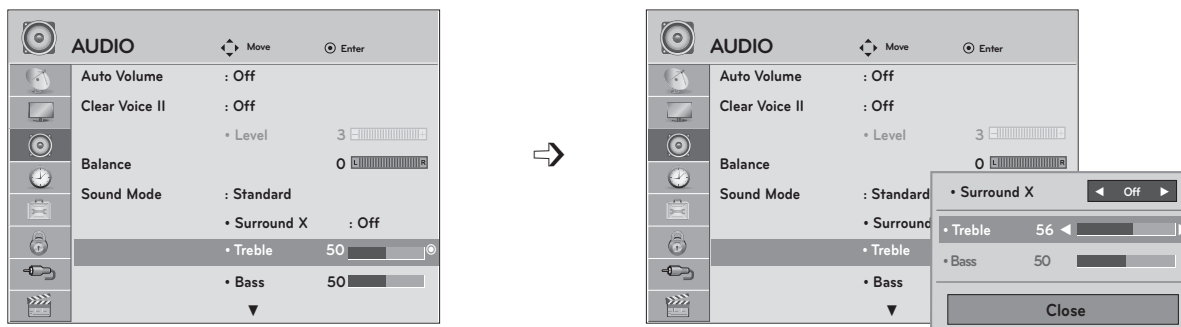 AUDIO Move Enter
Auto Volume : Off
Clear Voice II : Off
• Level 3 - +
Balance 0 L R
Sound Mode : Standard
• Surround X : Off
• Treble 50
• Bass 50
▼
AUDIO Move Enter
Auto Volume : Off
Clear Voice II : Off
• Level 3 - +
Balance 0 L R
Sound Mode : Standard
• Surround
• Treble
• Bass
▼
• Surround X ◀ Off ▶
• Treble 56 ◀
• Bass 50
Close